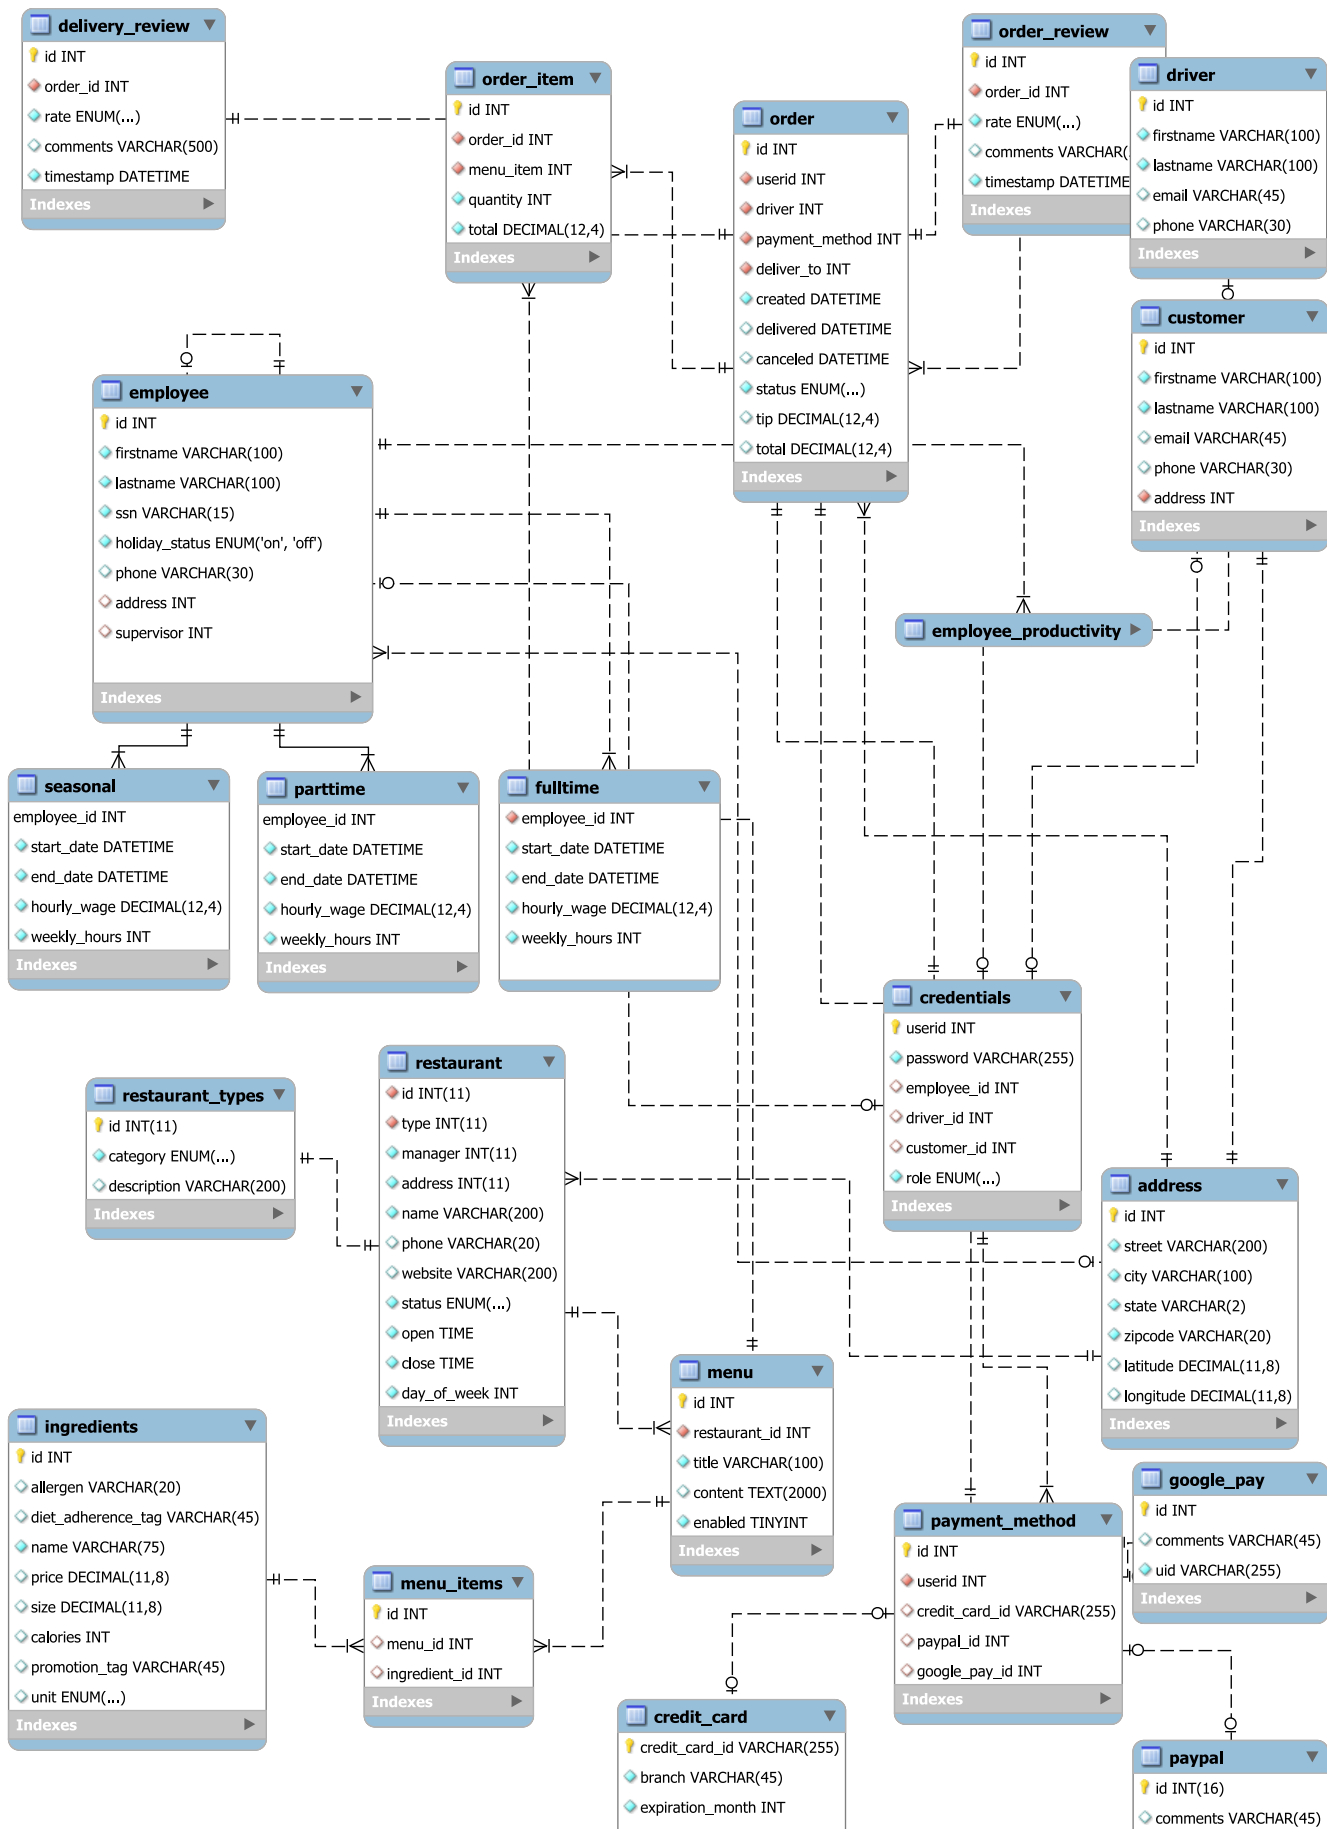 delivery_review
id INT
order_id INT
rate ENUM(...)
comments VARCHAR(500)
timestamp DATETIME
Indexes
order_item
id INT
order_id INT
menu_item INT
quantity INT
total DECIMAL(12,4)
Indexes
order
id INT
userid INT
driver INT
payment_method INT
deliver_to INT
created DATETIME
delivered DATETIME
canceled DATETIME
status ENUM(...)
tip DECIMAL(12,4)
total DECIMAL(12,4)
Indexes
order_review
id INT
order_id INT
rate ENUM(...)
comments VARCHAR(
timestamp DATETIME
Indexes
driver
id INT
firstname VARCHAR(100)
lastname VARCHAR(100)
email VARCHAR(45)
phone VARCHAR(30)
Indexes
customer
id INT
firstname VARCHAR(100)
lastname VARCHAR(100)
email VARCHAR(45)
phone VARCHAR(30)
address INT
Indexes
employee
id INT
firstname VARCHAR(100)
lastname VARCHAR(100)
ssn VARCHAR(15)
holiday_status ENUM('on', 'off')
phone VARCHAR(30)
address INT
supervisor INT
Indexes
employee_productivity
seasonal
employee_id INT
start_date DATETIME
end_date DATETIME
hourly_wage DECIMAL(12,4)
weekly_hours INT
Indexes
parttime
employee_id INT
start_date DATETIME
end_date DATETIME
hourly_wage DECIMAL(12,4)
weekly_hours INT
Indexes
fulltime
employee_id INT
start_date DATETIME
end_date DATETIME
hourly_wage DECIMAL(12,4)
weekly_hours INT
credentials
userid INT
password VARCHAR(255)
employee_id INT
driver_id INT
customer_id INT
role ENUM(...)
Indexes
restaurant_types
id INT(11)
category ENUM(...)
description VARCHAR(200)
Indexes
restaurant
id INT(11)
type INT(11)
manager INT(11)
address INT(11)
name VARCHAR(200)
phone VARCHAR(20)
website VARCHAR(200)
status ENUM(...)
open TIME
close TIME
day_of_week INT
Indexes
address
id INT
street VARCHAR(200)
city VARCHAR(100)
state VARCHAR(2)
zipcode VARCHAR(20)
latitude DECIMAL(11,8)
longitude DECIMAL(11,8)
Indexes
menu
id INT
restaurant_id INT
title VARCHAR(100)
content TEXT(2000)
enabled TINYINT
Indexes
ingredients
id INT
allergen VARCHAR(20)
diet_adherence_tag VARCHAR(45)
name VARCHAR(75)
price DECIMAL(11,8)
size DECIMAL(11,8)
calories INT
promotion_tag VARCHAR(45)
unit ENUM(...)
Indexes
menu_items
id INT
menu_id INT
ingredient_id INT
Indexes
payment_method
id INT
userid INT
credit_card_id VARCHAR(255)
paypal_id INT
google_pay_id INT
Indexes
google_pay
id INT
comments VARCHAR(45)
uid VARCHAR(255)
Indexes
credit_card
credit_card_id VARCHAR(255)
branch VARCHAR(45)
expiration_month INT
paypal
id INT(16)
comments VARCHAR(45)